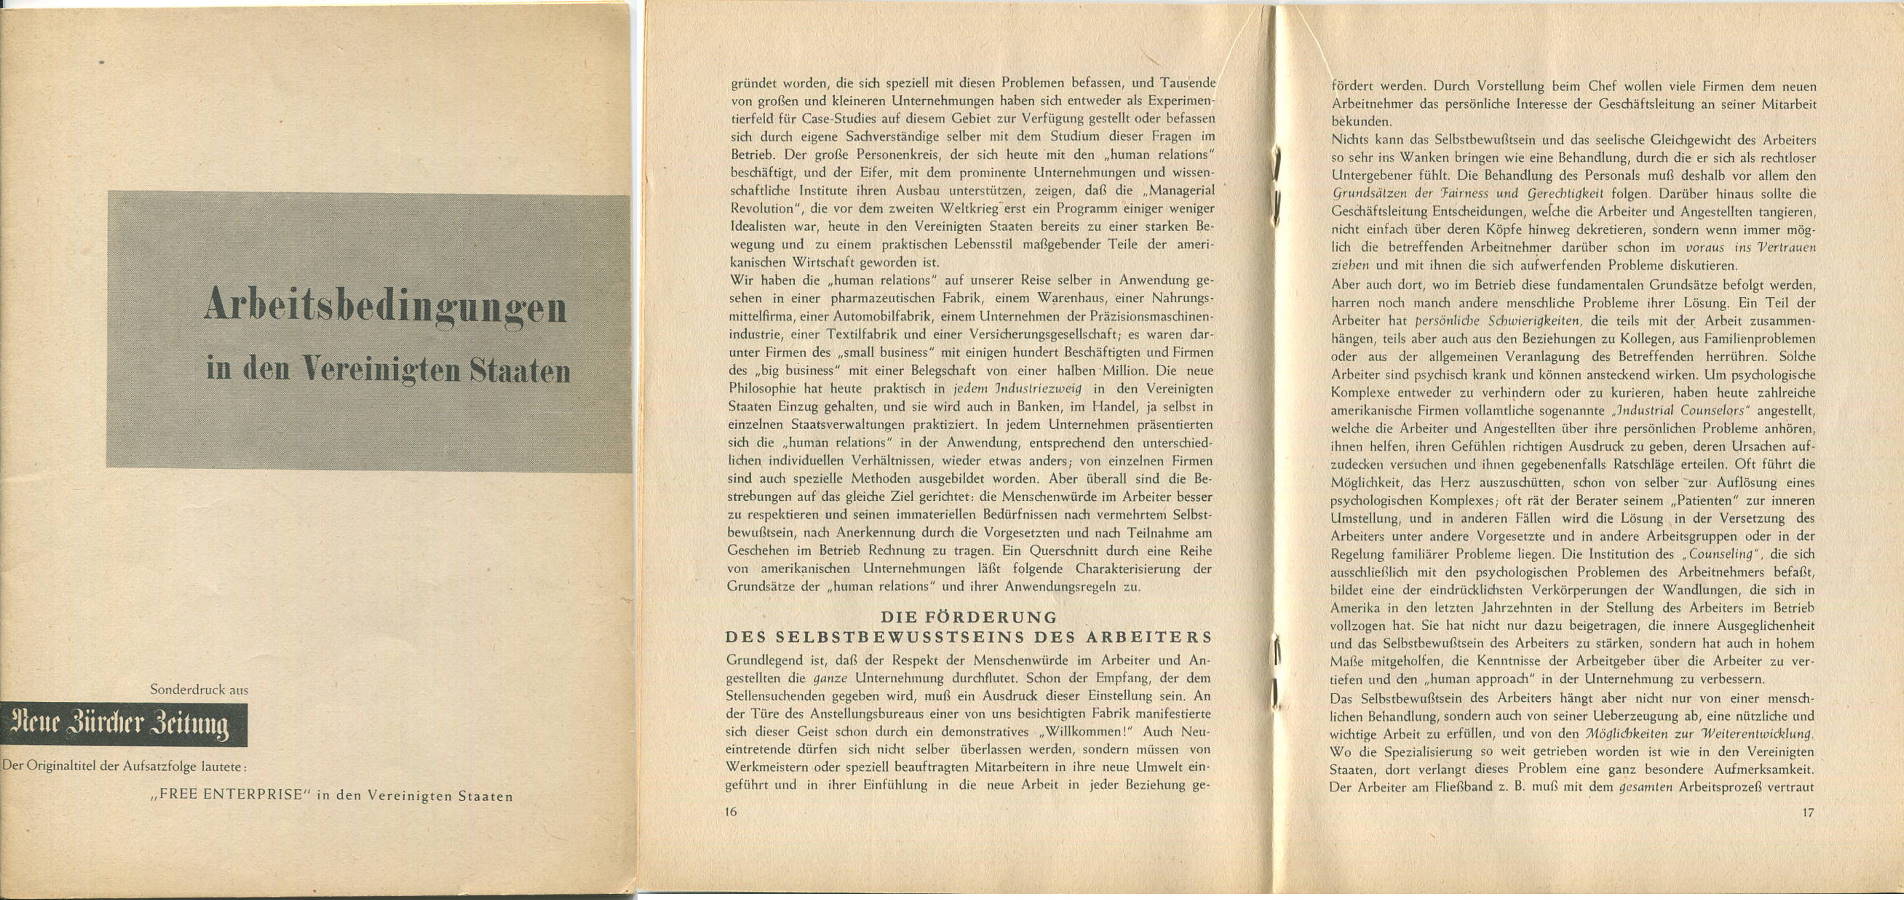 Arbeitsbedingungen
in den Vereinigten Staaten
Sonderdruck aus
Neue Zürcher Zeitung
Der Originaltitel der Aufsatzfolge lautete:
„FREE ENTERPRISE“ in den Vereinigten Staaten
gründet worden, die sich speziell mit diesen Problemen befassen, und Tausende
von großen und kleineren Unternehmungen haben sich entweder als Experimen-
tierfeld für Case-Studies auf diesem Gebiet zur Verfügung gestellt oder befassen
sich durch eigene Sachverständige selber mit dem Studium dieser Fragen im
Betrieb. Der große Personenkreis, der sich heute mit den „human relations“
beschäftigt, und der Eifer, mit dem prominente Unternehmungen und wissen-
schaftliche Institute ihren Ausbau unterstützen, zeigen, daß die „Managerial
Revolution“, die vor dem zweiten Weltkrieg erst ein Programm einiger weniger
Idealisten war, heute in den Vereinigten Staaten bereits zu einer starken Be-
wegung und zu einem praktischen Lebensstil maßgebender Teile der ameri-
kanischen Wirtschaft geworden ist.
Wir haben die „human relations“ auf unserer Reise selber in Anwendung ge-
sehen in einer pharmazeutischen Fabrik, einem Warenhaus, einer Nahrungs-
mittelfirma, einer Automobilfabrik, einem Unternehmen der Präzisionsmaschinen-
industrie, einer Textilfabrik und einer Versicherungsgesellschaft; es waren dar-
unter Firmen des „small business“ mit einigen hundert Beschäftigten und Firmen
des „big business“ mit einer Belegschaft von einer halben Million. Die neue
Philosophie hat heute praktisch in jedem Industriezweig in den Vereinigten
Staaten Einzug gehalten, und sie wird auch in Banken, im Handel, ja selbst in
einzelnen Staatsverwaltungen praktiziert. In jedem Unternehmen präsentierten
sich die „human relations“ in der Anwendung, entsprechend den unterschied-
lichen individuellen Verhältnissen, wieder etwas anders; von einzelnen Firmen
sind auch spezielle Methoden ausgebildet worden. Aber überall sind die Be-
strebungen auf das gleiche Ziel gerichtet: die Menschenwürde im Arbeiter besser
zu respektieren und seinen immateriellen Bedürfnissen nach vermehrtem Selbst-
bewußtsein, nach Anerkennung durch die Vorgesetzten und nach Teilnahme am
Geschehen im Betrieb Rechnung zu tragen. Ein Querschnitt durch eine Reihe
von amerikanischen Unternehmungen läßt folgende Charakterisierung der
Grundsätze der „human relations“ und ihrer Anwendungsregeln zu.
DIE FÖRDERUNG
DES SELBSTBEWUSSTSEINS DES ARBEITERS
Grundlegend ist, daß der Respekt der Menschenwürde im Arbeiter und An-
gestellten die ganze Unternehmung durchflutet. Schon der Empfang, der dem
Stellensuchenden gegeben wird, muß ein Ausdruck dieser Einstellung sein. An
der Türe des Anstellungsbureaus einer von uns besichtigten Fabrik manifestierte
sich dieser Geist schon durch ein demonstratives „Willkommen!“ Auch Neu-
eintretende dürfen sich nicht selber überlassen werden, sondern müssen von
Werkmeistern oder speziell beauftragten Mitarbeitern in ihre neue Umwelt ein-
geführt und in ihrer Einfühlung in die neue Arbeit in jeder Beziehung ge-
16
fördert werden. Durch Vorstellung beim Chef wollen viele Firmen dem neuen
Arbeitnehmer das persönliche Interesse der Geschäftsleitung an seiner Mitarbeit
bekunden.
Nichts kann das Selbstbewußtsein und das seelische Gleichgewicht des Arbeiters
so sehr ins Wanken bringen wie eine Behandlung, durch die er sich als rechtloser
Untergebener fühlt. Die Behandlung des Personals muß deshalb vor allem den
Grundsätzen der Fairness und Gerechtigkeit folgen. Darüber hinaus sollte die
Geschäftsleitung Entscheidungen, welche die Arbeiter und Angestellten tangieren,
nicht einfach über deren Köpfe hinweg dekretieren, sondern wenn immer mög-
lich die betreffenden Arbeitnehmer darüber schon im voraus ins Vertrauen
ziehen und mit ihnen die sich aufwerfenden Probleme diskutieren.
Aber auch dort, wo im Betrieb diese fundamentalen Grundsätze befolgt werden,
harren noch manch andere menschliche Probleme ihrer Lösung. Ein Teil der
Arbeiter hat persönliche Schwierigkeiten, die teils mit der Arbeit zusammen-
hängen, teils aber auch aus den Beziehungen zu Kollegen, aus Familienproblemen
oder aus der allgemeinen Veranlagung des Betreffenden herrühren. Solche
Arbeiter sind psychisch krank und können ansteckend wirken. Um psychologische
Komplexe entweder zu verhindern oder zu kurieren, haben heute zahlreiche
amerikanische Firmen vollamtliche sogenannte „Industrial Counselors“ angestellt,
welche die Arbeiter und Angestellten über ihre persönlichen Probleme anhören,
ihnen helfen, ihren Gefühlen richtigen Ausdruck zu geben, deren Ursachen auf-
zudecken versuchen und ihnen gegebenenfalls Ratschläge erteilen. Oft führt die
Möglichkeit, das Herz auszuschütten, schon von selber zur Auflösung eines
psychologischen Komplexes; oft rät der Berater seinem „Patienten“ zur inneren
Umstellung, und in anderen Fällen wird die Lösung in der Versetzung des
Arbeiters unter andere Vorgesetzte und in andere Arbeitsgruppen oder in der
Regelung familiärer Probleme liegen. Die Institution des „Counseling“, die sich
ausschließlich mit den psychologischen Problemen des Arbeitnehmers befaßt,
bildet eine der eindrücklichsten Verkörperungen der Wandlungen, die sich in
Amerika in den letzten Jahrzehnten in der Stellung des Arbeiters im Betrieb
vollzogen hat. Sie hat nicht nur dazu beigetragen, die innere Ausgeglichenheit
und das Selbstbewußtsein des Arbeiters zu stärken, sondern hat auch in hohem
Maße mitgeholfen, die Kenntnisse der Arbeitgeber über die Arbeiter zu ver-
tiefen und den „human approach“ in der Unternehmung zu verbessern.
Das Selbstbewußtsein des Arbeiters hängt aber nicht nur von einer mensch-
lichen Behandlung, sondern auch von seiner Ueberzeugung ab, eine nützliche und
wichtige Arbeit zu erfüllen, und von den Möglichkeiten zur Weiterentwicklung.
Wo die Spezialisierung so weit getrieben worden ist wie in den Vereinigten
Staaten, dort verlangt dieses Problem eine ganz besondere Aufmerksamkeit.
Der Arbeiter am Fließband z. B. muß mit dem gesamten Arbeitsprozeß vertraut
17